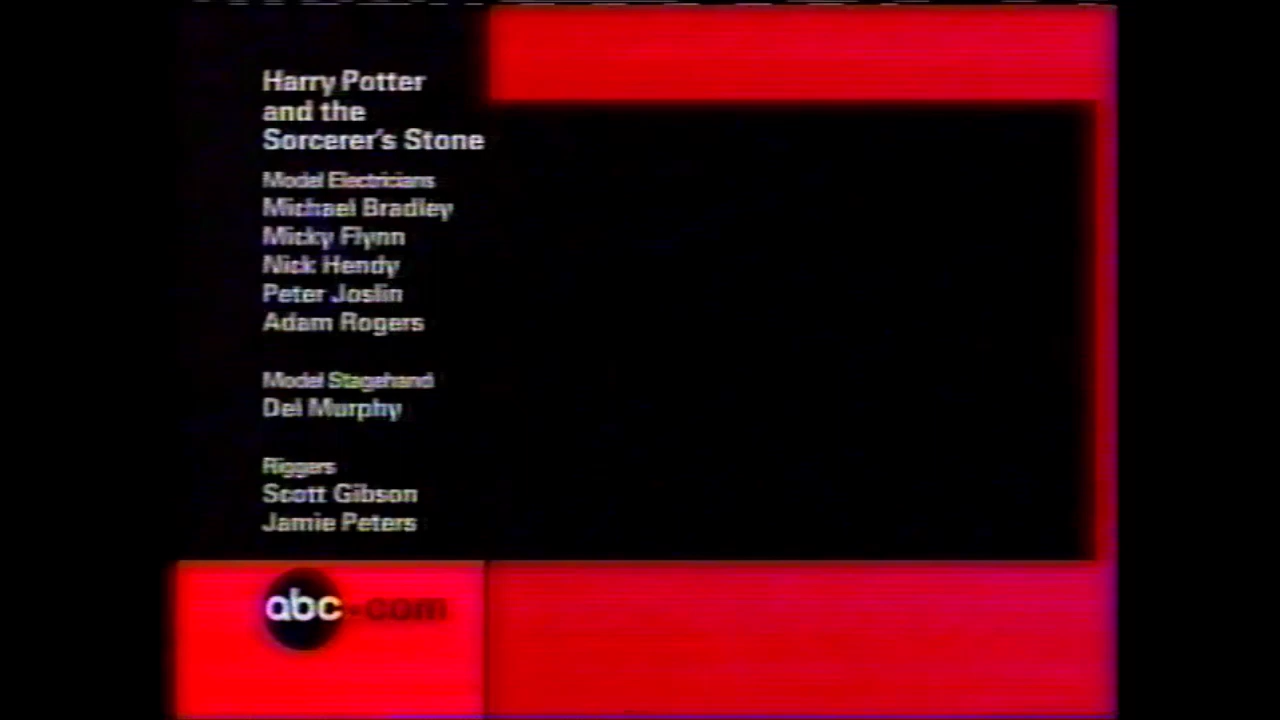 Harry Potter
and the
Sorcerer's Stone
Model Electricians
Michael Bradley
Micky Flynn
Nick Hendy
Peter Joslin
Adam Rogers
Model Stagehand
Del Murphy
Riggers
Scott Gibson
Jamie Peters
abc.com